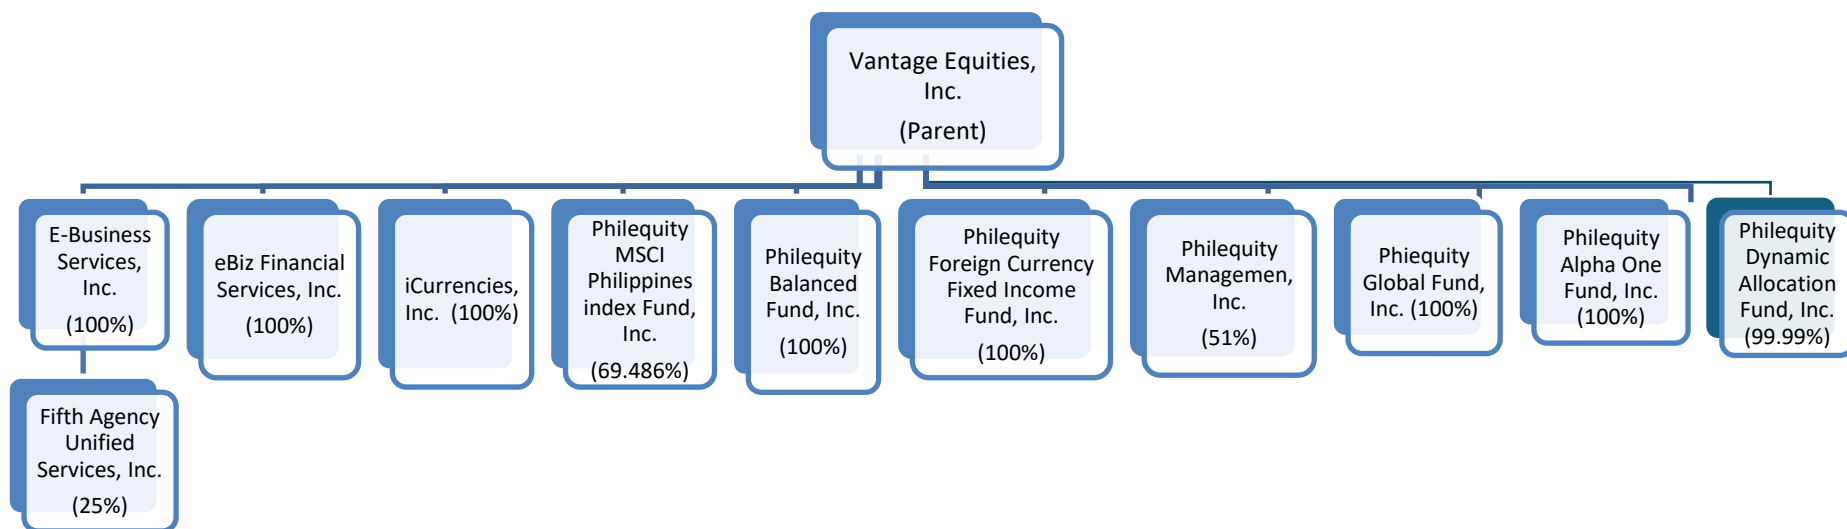 Vantage Equities,
Inc.
(Parent)
E-Business
Services,
Inc.
(100%)
eBiz Financial
Services, Inc.
(100%)
iCurrencies,
Inc. (100%)
Philequity
MSCI
Philippines
index Fund,
Inc.
(69.486%)
Philequity
Balanced
Fund, Inc.
(100%)
Philequity
Foreign Currency
Fixed Income
Fund, Inc.
(100%)
Philequity
Managemen,
Inc.
(51%)
Phiequity
Global Fund,
Inc. (100%)
Philequity
Alpha One
Fund, Inc.
(100%)
Philequity
Dynamic
Allocation
Fund, Inc.
(99.99%)
Fifth Agency
Unified
Services, Inc.
(25%)